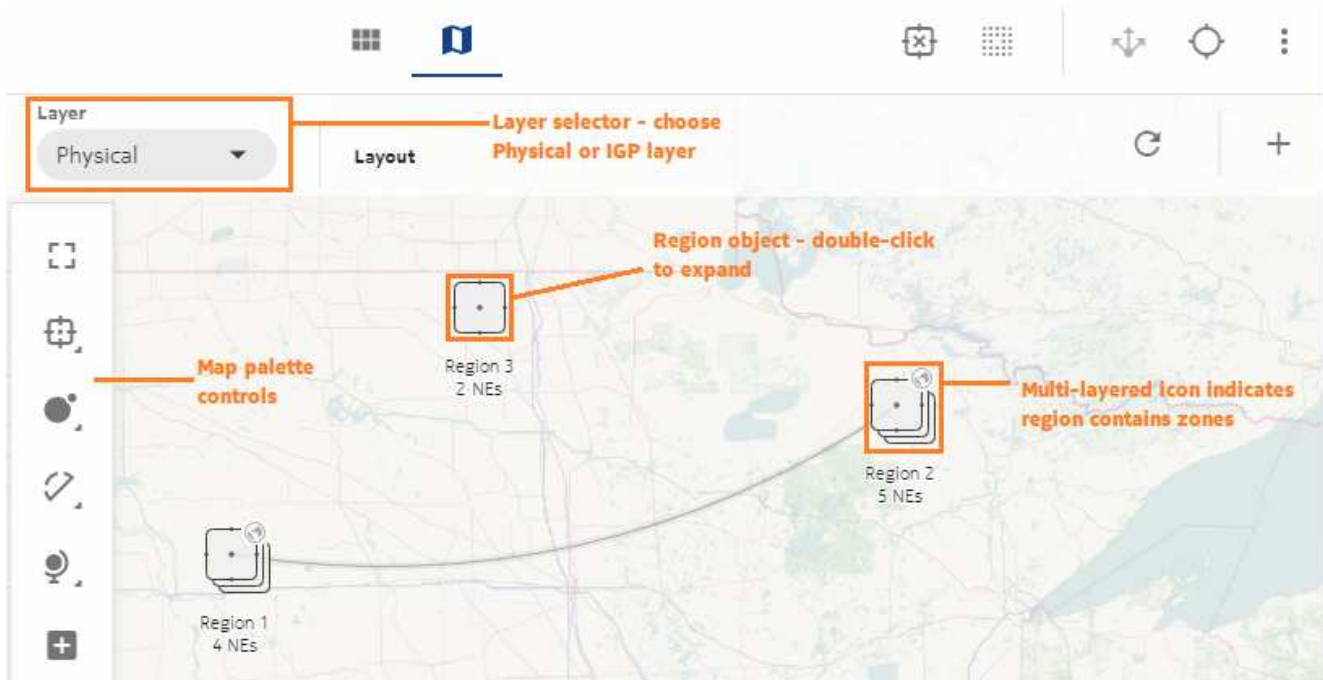 Layer
Physical
Layout
Layer selector - choose
Physical or IGP layer
Region object - double-click
to expand
Region 3
2 NEs
Map palette
controls
Multi-layered icon indicates
region contains zones
Region 2
5 NEs
Region 1
4 NEs